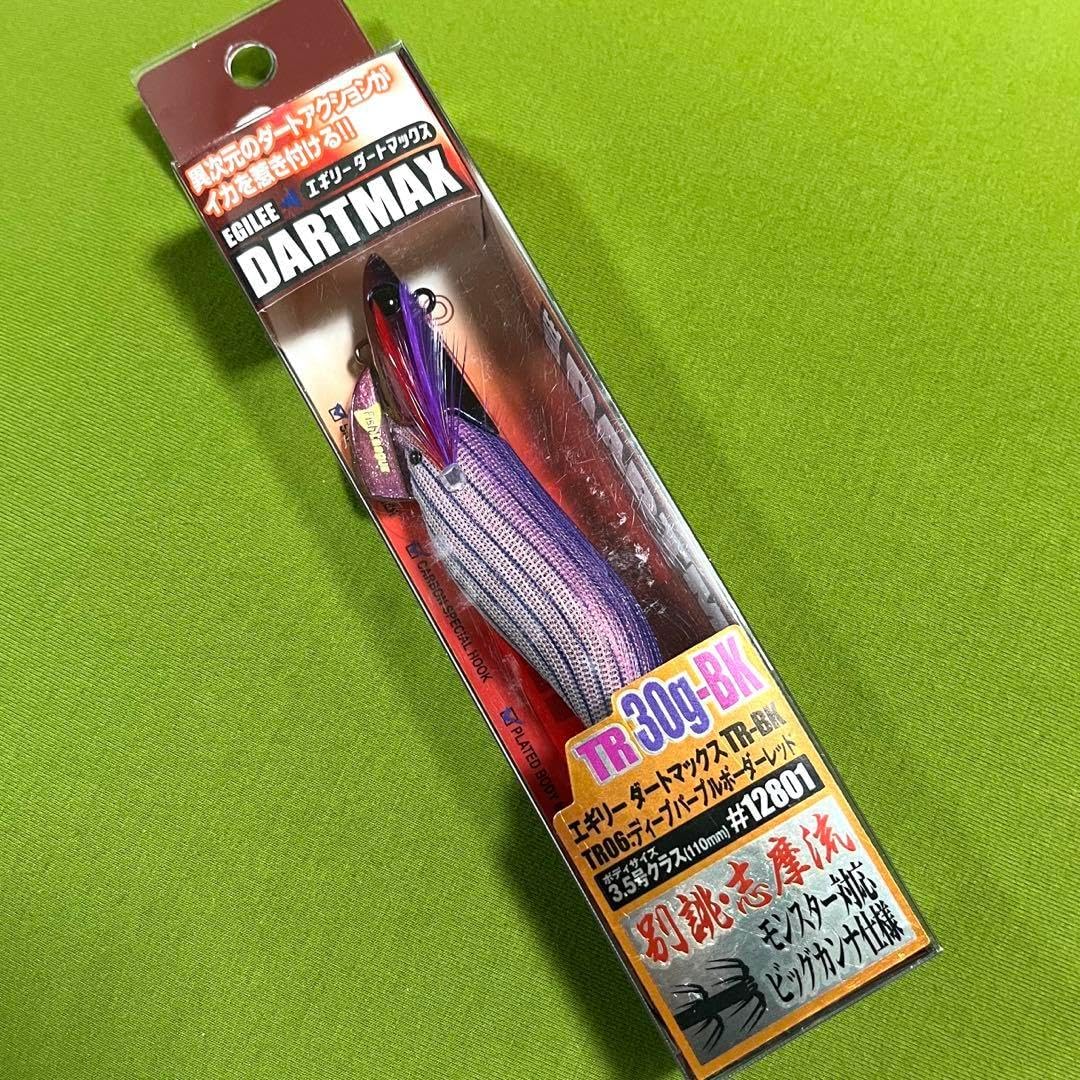 異次元のダートアクションが
イカを惹き付ける!!
EGILEE エギリー ダートマックス
DARTMAX
FishLeague
CARBON SPECIAL HOOK
PLATED BODY
TR 30g-BK
エギリー ダートマックス TR-BK
TR06.ディープパープルボーダーレッド
ボディサイズ
3.5号クラス(110mm) #12801
別誂·志摩流
モンスター対応
ビッグカンナ仕様